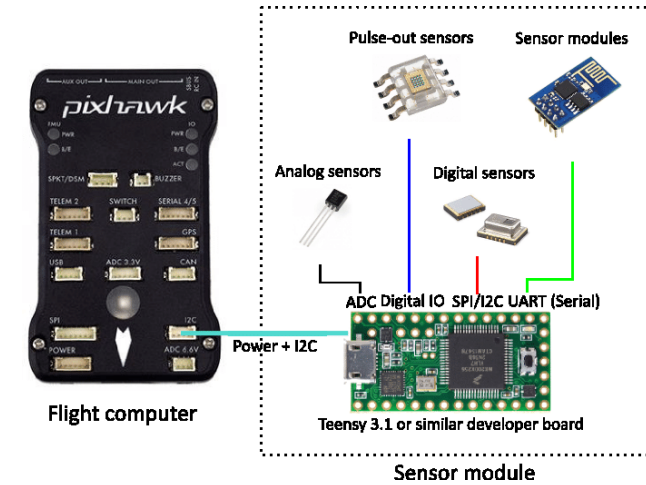 Pulse-out sensors
Sensor modules
AUX OUT
MAIN OUT
SBUS
RC IN
pixhawk
FMU
IO
PWR
PWR
B/E
B/E
ACT
SPKT/DSM
BUZZER
Analog sensors
Digital sensors
TELEM 2
SWITCH
SERIAL 4/5
TELEM 1
GPS
USB
ADC 3.3V
CAN
ADC
Digital IO
SPI/I2C
UART (Serial)
SPI
I2C
Power + I2C
POWER
ADC 6.6V
Flight computer
Teensy 3.1 or similar developer board
Sensor module